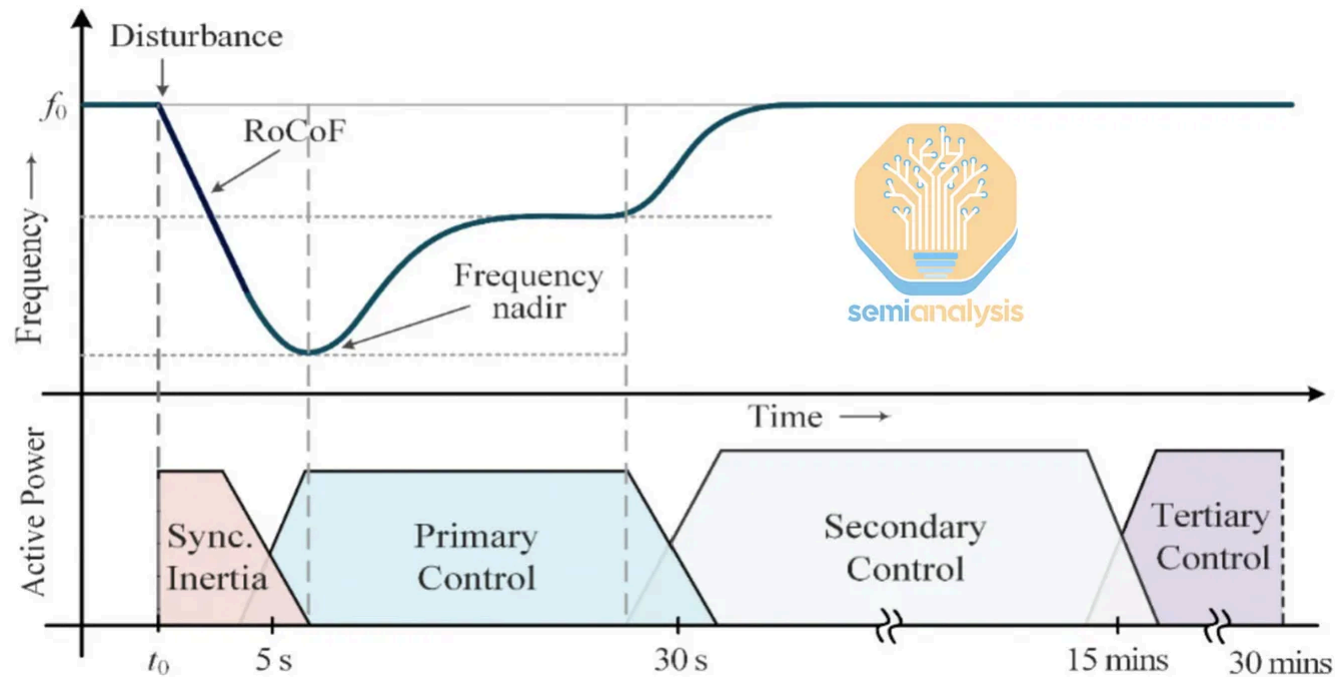 Disturbance
f₀
RoCoF
Frequency
Frequency
nadir
semianalysis
Time
Active Power
Sync.
Inertia
Primary
Control
Secondary
Control
Tertiary
Control
t₀
5 s
30 s
15 mins
30 mins